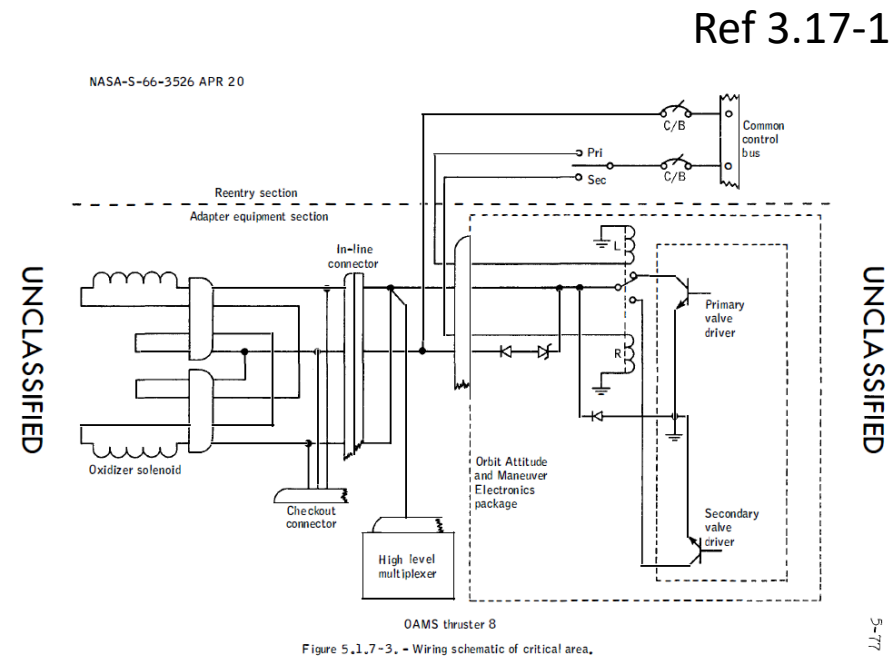 Ref 3.17-1
NASA-S-66-3526 APR 20
C/B
Common
control
bus
Pri
Sec
C/B
Reentry section
Adapter equipment section
UNCLASSIFIED
UNCLASSIFIED
In-line
connector
L
Primary
valve
driver
R
Oxidizer solenoid
Orbit Attitude
and Maneuver
Electronics
package
Checkout
connector
Secondary
valve
driver
High level
multiplexer
OAMS thruster 8
Figure 5.1.7-3. - Wiring schematic of critical area.
5-77